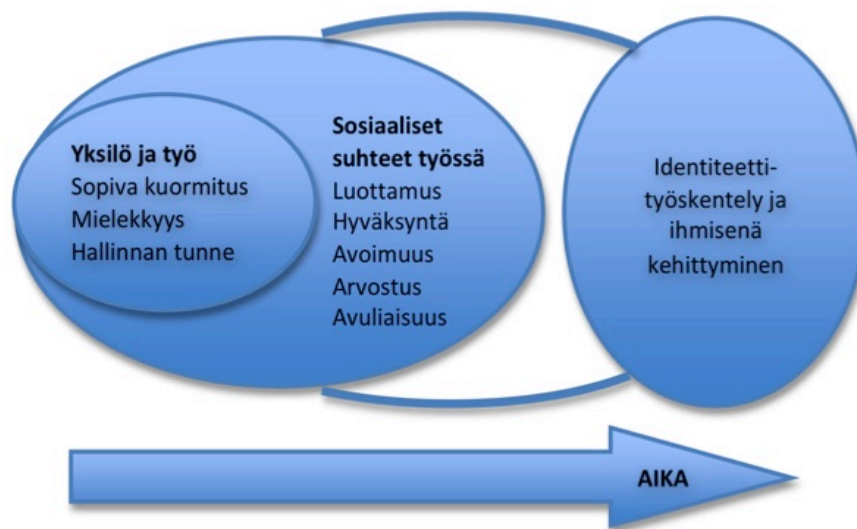 Yksilö ja työ
Sopiva kuormitus
Mielekkyys
Hallinnan tunne
Sosiaaliset
suhteet työssä
Luottamus
Hyväksyntä
Avoimuus
Arvostus
Avuliaisuus
Identiteetti-
työskentely ja
ihmisenä
kehittyminen
AIKA